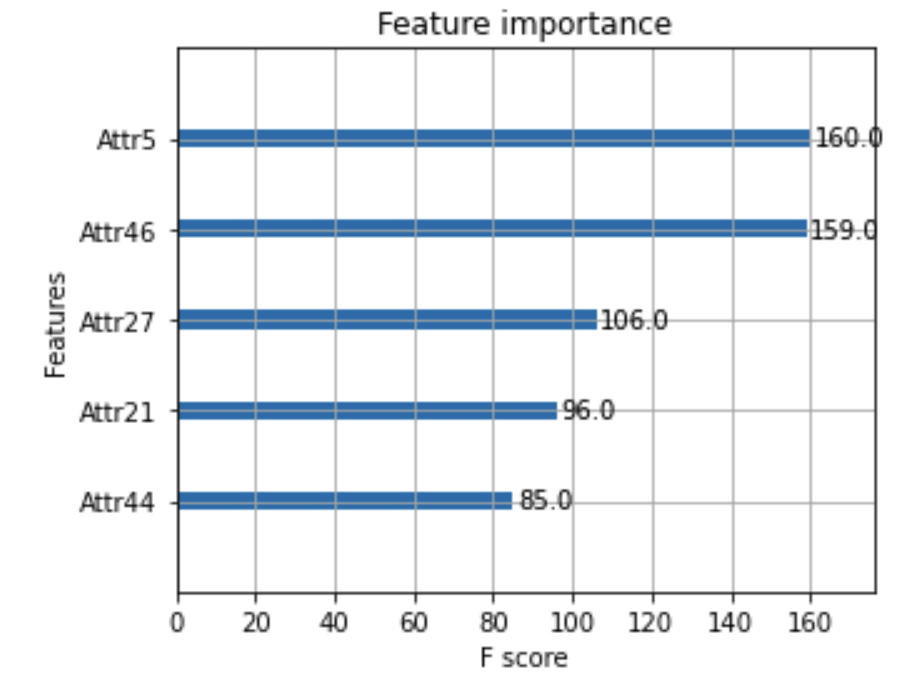 Feature importance
Attr5
160.0
Attr46
159.0
Attr27
106.0
Attr21
96.0
Attr44
85.0
Features
0 20 40 60 80 100 120 140 160
F score